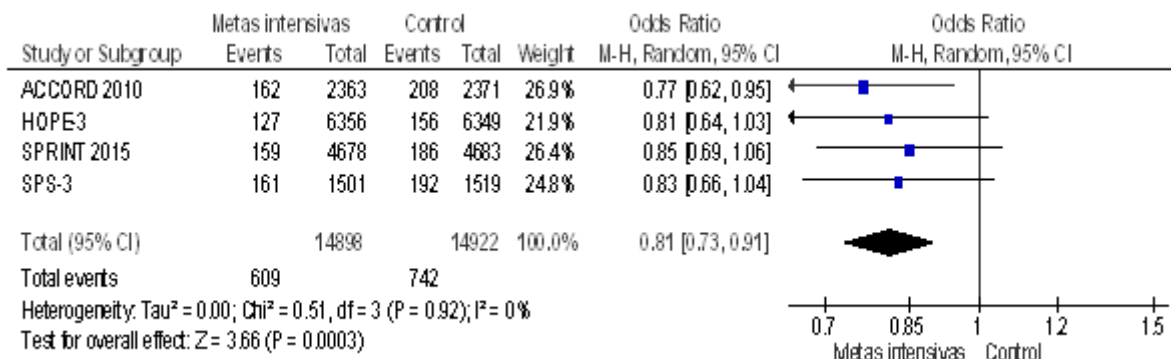 Metas intensivas Control Odds Ratio Odds Ratio
Study or Subgroup Events Total Events Total Weight M-H, Random, 95% CI M-H, Random, 95% CI
ACCORD 2010 162 2363 208 2371 26.9% 0.77 [0.62, 0.95]
HOPE-3 127 6356 156 6349 21.9% 0.81 [0.64, 1.03]
SPRINT 2015 159 4678 186 4683 26.4% 0.85 [0.69, 1.06]
SPS-3 161 1501 192 1519 24.8% 0.83 [0.66, 1.04]
Total (95% CI) 14898 14922 100.0% 0.81 [0.73, 0.91]
Total events 609 742
Heterogeneity: Tau² = 0.00; Chi² = 0.51, df = 3 (P = 0.92); I² = 0%
Test for overall effect: Z = 3.66 (P = 0.0003)
0.7 0.85 1 1.2 1.5
Metas intensivas Control